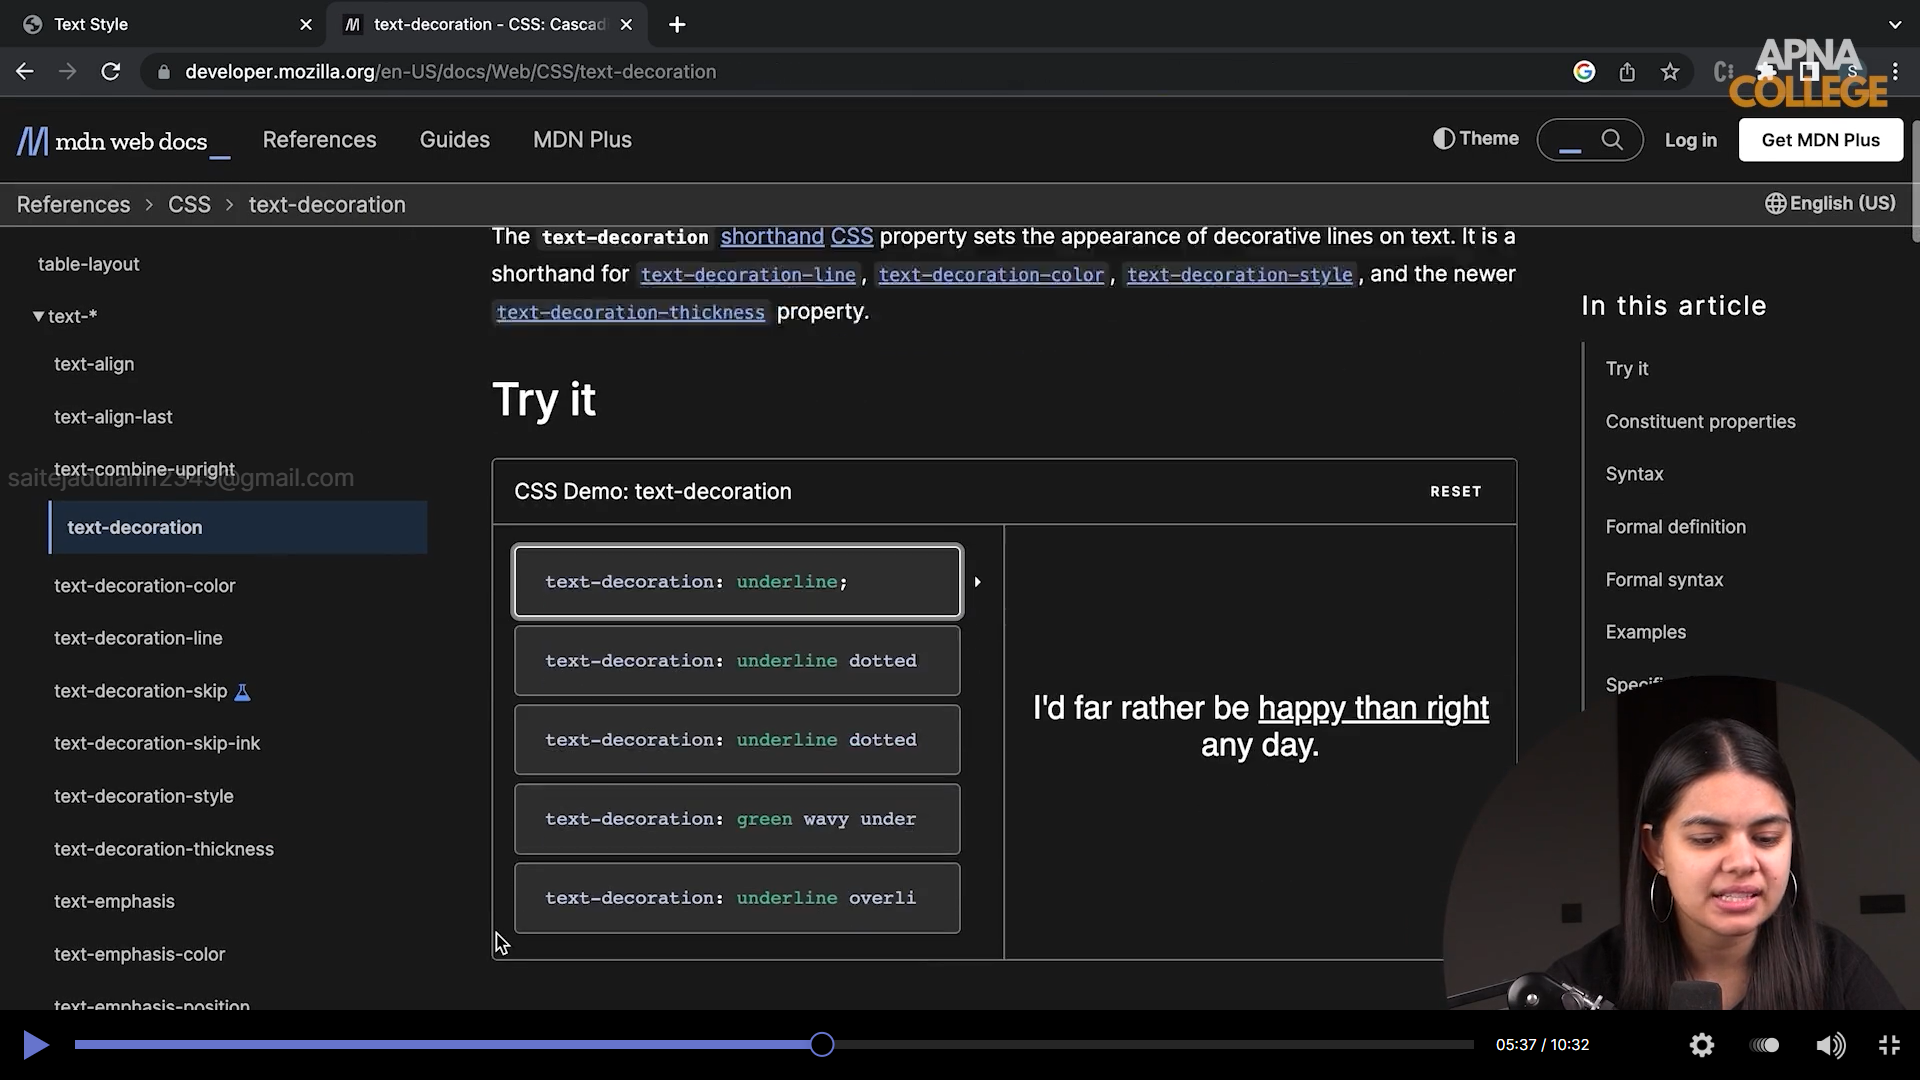 Text Style
text-decoration - CSS: Cascad
developer.mozilla.org/en-US/docs/Web/CSS/text-decoration
S
APNA
COLLEGE
mdn web docs
References
Guides
MDN Plus
Theme
Log in
Get MDN Plus
References > CSS > text-decoration
English (US)
table-layout
text-*
text-align
text-align-last
text-combine-upright
text-decoration
text-decoration-color
text-decoration-line
text-decoration-skip
text-decoration-skip-ink
text-decoration-style
text-decoration-thickness
text-emphasis
text-emphasis-color
text-emphasis-position
The text-decoration shorthand CSS property sets the appearance of decorative lines on text. It is a
shorthand for text-decoration-line, text-decoration-color, text-decoration-style, and the newer
text-decoration-thickness property.
Try it
CSS Demo: text-decoration
RESET
text-decoration: underline;
text-decoration: underline dotted
text-decoration: underline dotted
text-decoration: green wavy under
text-decoration: underline overli
I'd far rather be happy than right
any day.
In this article
Try it
Constituent properties
Syntax
Formal definition
Formal syntax
Examples
05:37 / 10:32